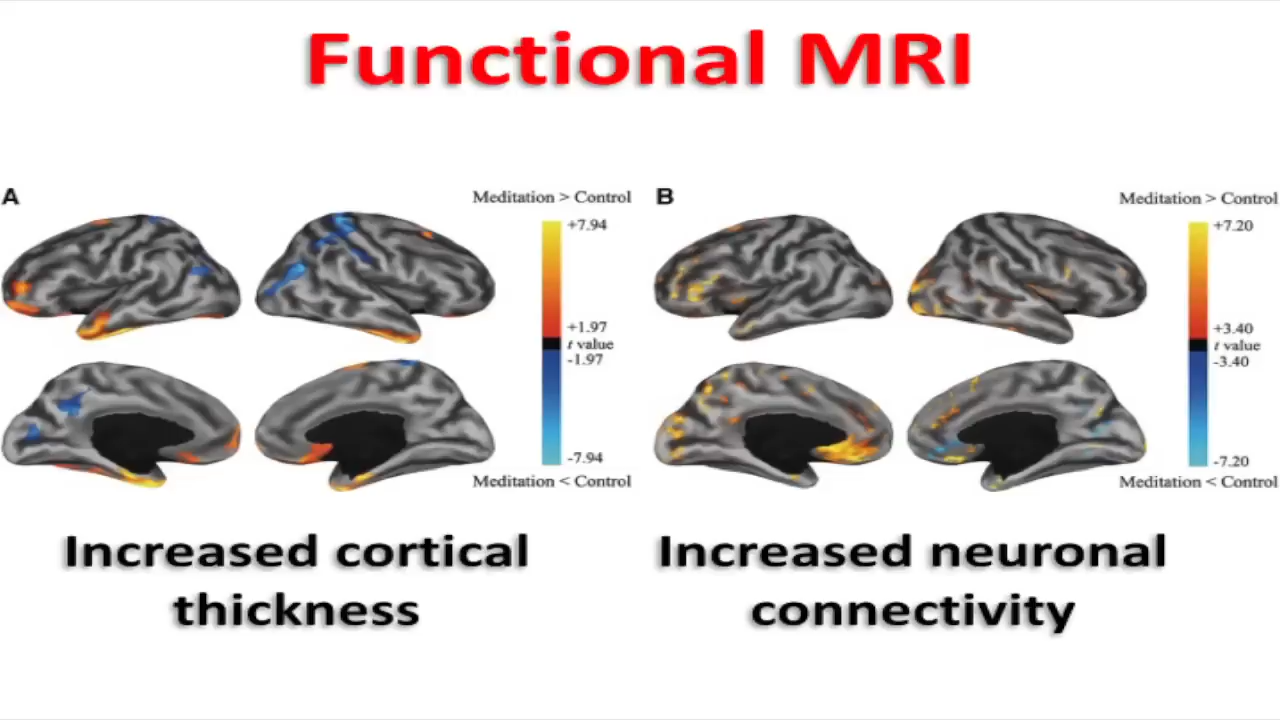 Functional MRI
A
Meditation > Control
+7.94
+1.97
t value
-1.97
-7.94
Meditation < Control
B
Meditation > Control
+7.20
+3.40
t value
-3.40
-7.20
Meditation < Control
Increased cortical
thickness
Increased neuronal
connectivity